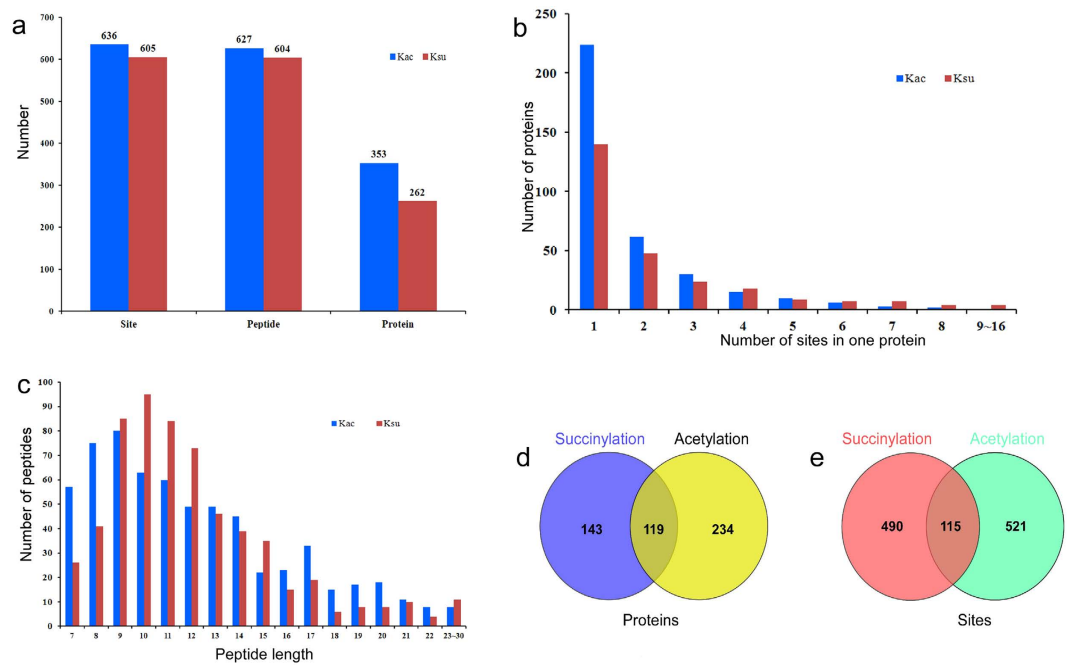 a
700
600
500
400
300
200
100
0
Number
636
605
627
604
353
262
Kac Ksu
Site Peptide Protein
b
250
200
150
100
50
0
Number of proteins
Kac Ksu
1 2 3 4 5 6 7 8 9~16
Number of sites in one protein
c
100
90
80
70
60
50
40
30
20
10
0
Number of peptides
Kac Ksu
7 8 9 10 11 12 13 14 15 16 17 18 19 20 21 22 23~30
Peptide length
d
Succinylation Acetylation
143 119 234
Proteins
e
Succinylation Acetylation
490 115 521
Sites